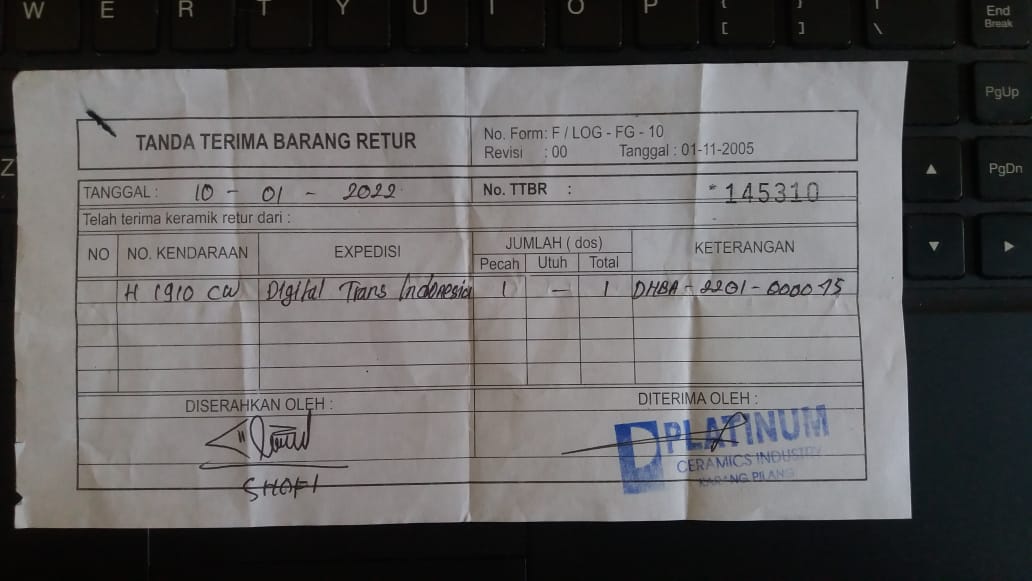 W E R T Y U I O P { [ } ] | \ End Break
PgUp
Z
PgDn
TANDA TERIMA BARANG RETUR
No. Form: F / LOG - FG - 10
Revisi : 00 Tanggal : 01-11-2005
TANGGAL : 10 - 01 - 2022
No. TTBR : * 145310
Telah terima keramik retur dari :
NO NO. KENDARAAN EXPEDISI JUMLAH ( dos) KETERANGAN
Pecah Utuh Total
H 1910 CW Digital Trans Indonesia 1 — 1 DHBA - 2201 - 0000 75
DISERAHKAN OLEH : DITERIMA OLEH :
SHOFI
PLATINUM
CERAMICS INDUSTRY
KARANG PILANG